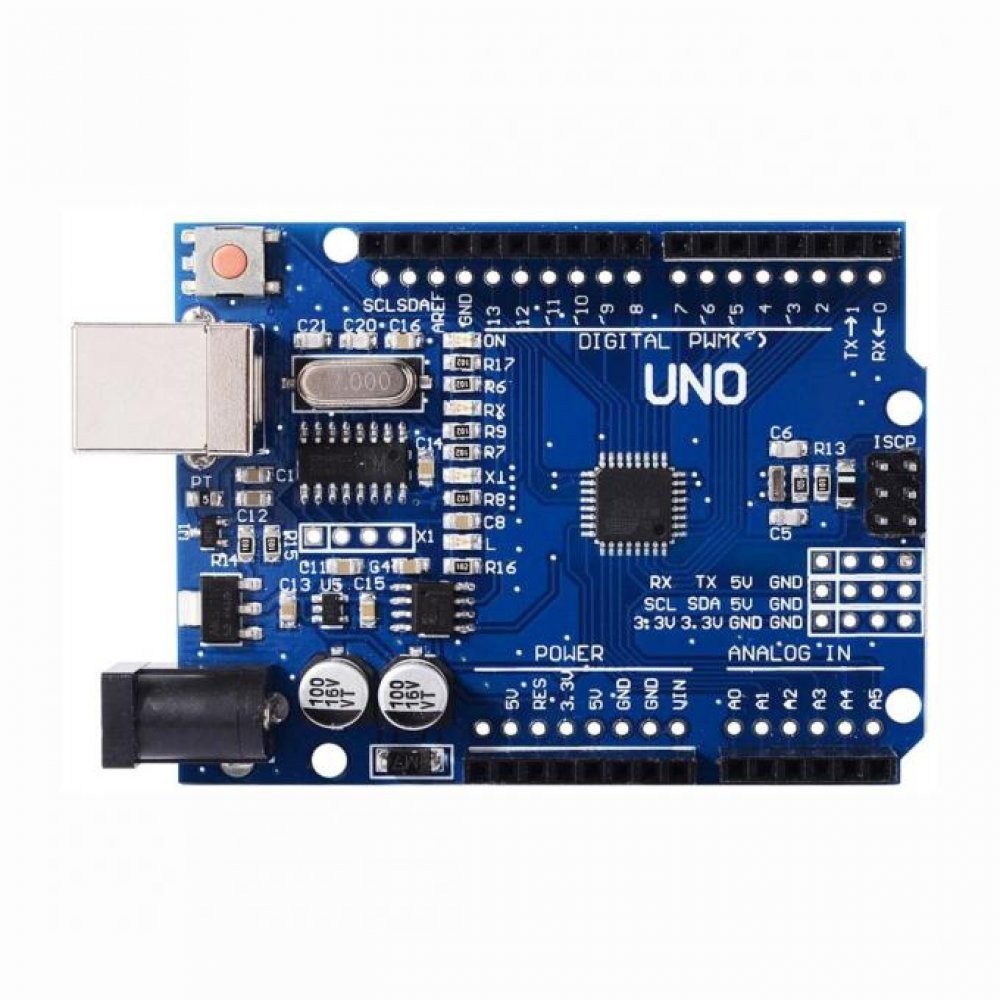 SCL SDA AREF GND 13 12 ~11 ~10 ~9 8 7 ~6 ~5 4 ~3 2 TX→1 RX←0
C21 C20 C16 ON
DIGITAL PWM(~)
R17
R6
UNO
RX
R9
C14
R7
C6
R13
ISCP
PT
C1
R8
C12
C8
C5
R14
R15
X1
L
C11
G4
R16
C13 U5 C15
RX TX 5V GND
SCL SDA 5V GND
3.3V 3.3V GND GND
POWER
ANALOG IN
5V RES 3.3V 5V GND GND VIN
A0 A1 A2 A3 A4 A5
100
16V
VT
100
16V
VT
M7